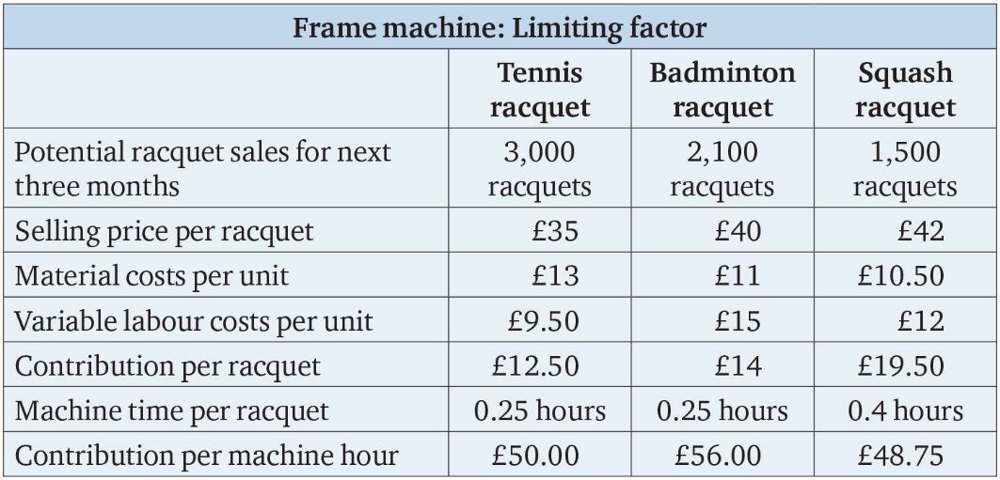 Frame machine: Limiting factor
Tennis racquet Badminton racquet Squash racquet
Potential racquet sales for next three months 3,000 racquets 2,100 racquets 1,500 racquets
Selling price per racquet £35 £40 £42
Material costs per unit £13 £11 £10.50
Variable labour costs per unit £9.50 £15 £12
Contribution per racquet £12.50 £14 £19.50
Machine time per racquet 0.25 hours 0.25 hours 0.4 hours
Contribution per machine hour £50.00 £56.00 £48.75